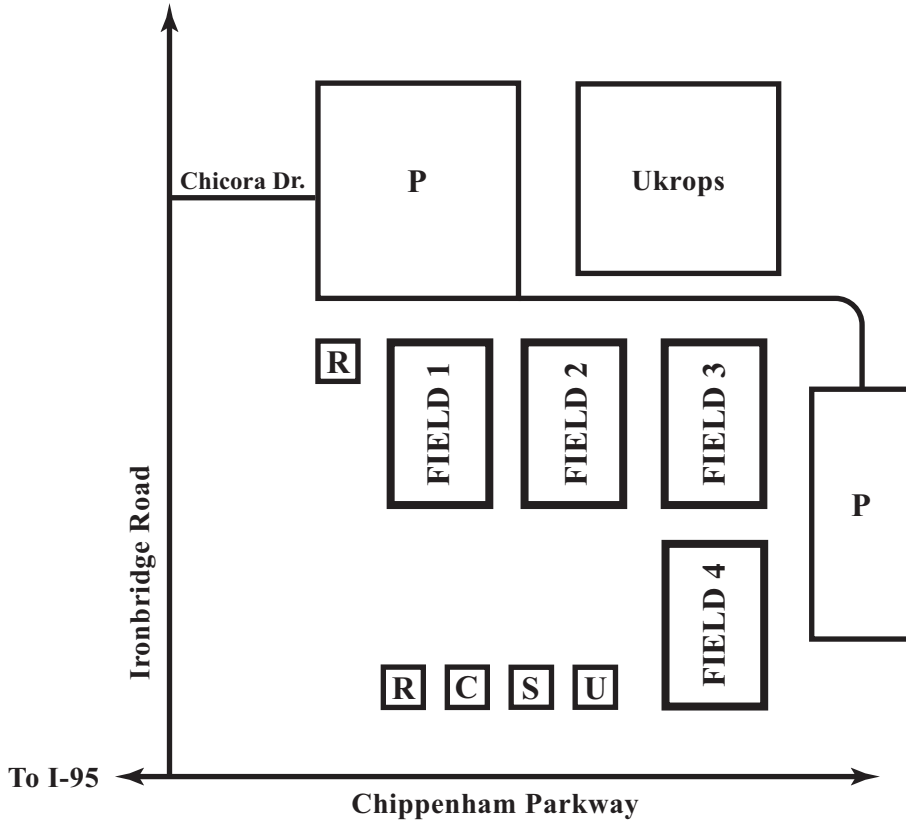 Chicora Dr.
P
Ukrops
R
FIELD 1
FIELD 2
FIELD 3
P
Ironbridge Road
FIELD 4
R
C
S
U
To I-95
Chippenham Parkway